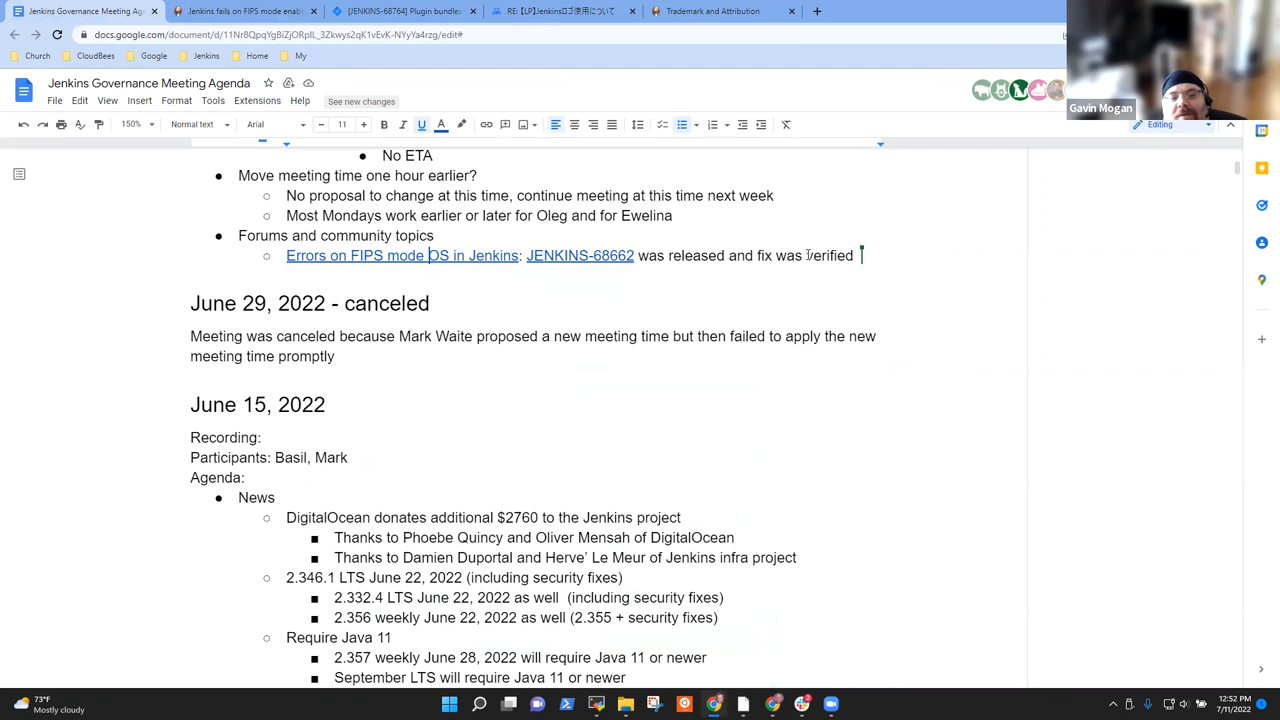 Jenkins Governance Meeting Agenda
Jenkins fails on FIPS mode enab
[JENKINS-68764] Plugin bundles
RE: 【LP】Jenkinsロゴ使用について
Trademark and Attribution
docs.google.com/document/d/11Nr8QpqYgBiZjORplL_3Zkwys2qK1vEvK-NYyYa4rzg/edit#
Church
CloudBees
Google
Jenkins
Home
My
Jenkins Governance Meeting Agenda
File Edit View Insert Format Tools Extensions Help See new changes
150% Normal text Arial 11 Editing
Gavin Mogan
No ETA
Move meeting time one hour earlier?
No proposal to change at this time, continue meeting at this time next week
Most Mondays work earlier or later for Oleg and for Ewelina
Forums and community topics
Errors on FIPS mode OS in Jenkins: JENKINS-68662 was released and fix was verified
June 29, 2022 - canceled
Meeting was canceled because Mark Waite proposed a new meeting time but then failed to apply the new
meeting time promptly
June 15, 2022
Recording:
Participants: Basil, Mark
Agenda:
News
DigitalOcean donates additional $2760 to the Jenkins project
Thanks to Phoebe Quincy and Oliver Mensah of DigitalOcean
Thanks to Damien Duportal and Herve’ Le Meur of Jenkins infra project
2.346.1 LTS June 22, 2022 (including security fixes)
2.332.4 LTS June 22, 2022 as well  (including security fixes)
2.356 weekly June 22, 2022 as well (2.355 + security fixes)
Require Java 11
2.357 weekly June 28, 2022 will require Java 11 or newer
September LTS will require Java 11 or newer
73°F
Mostly cloudy
12:52 PM
7/11/2022